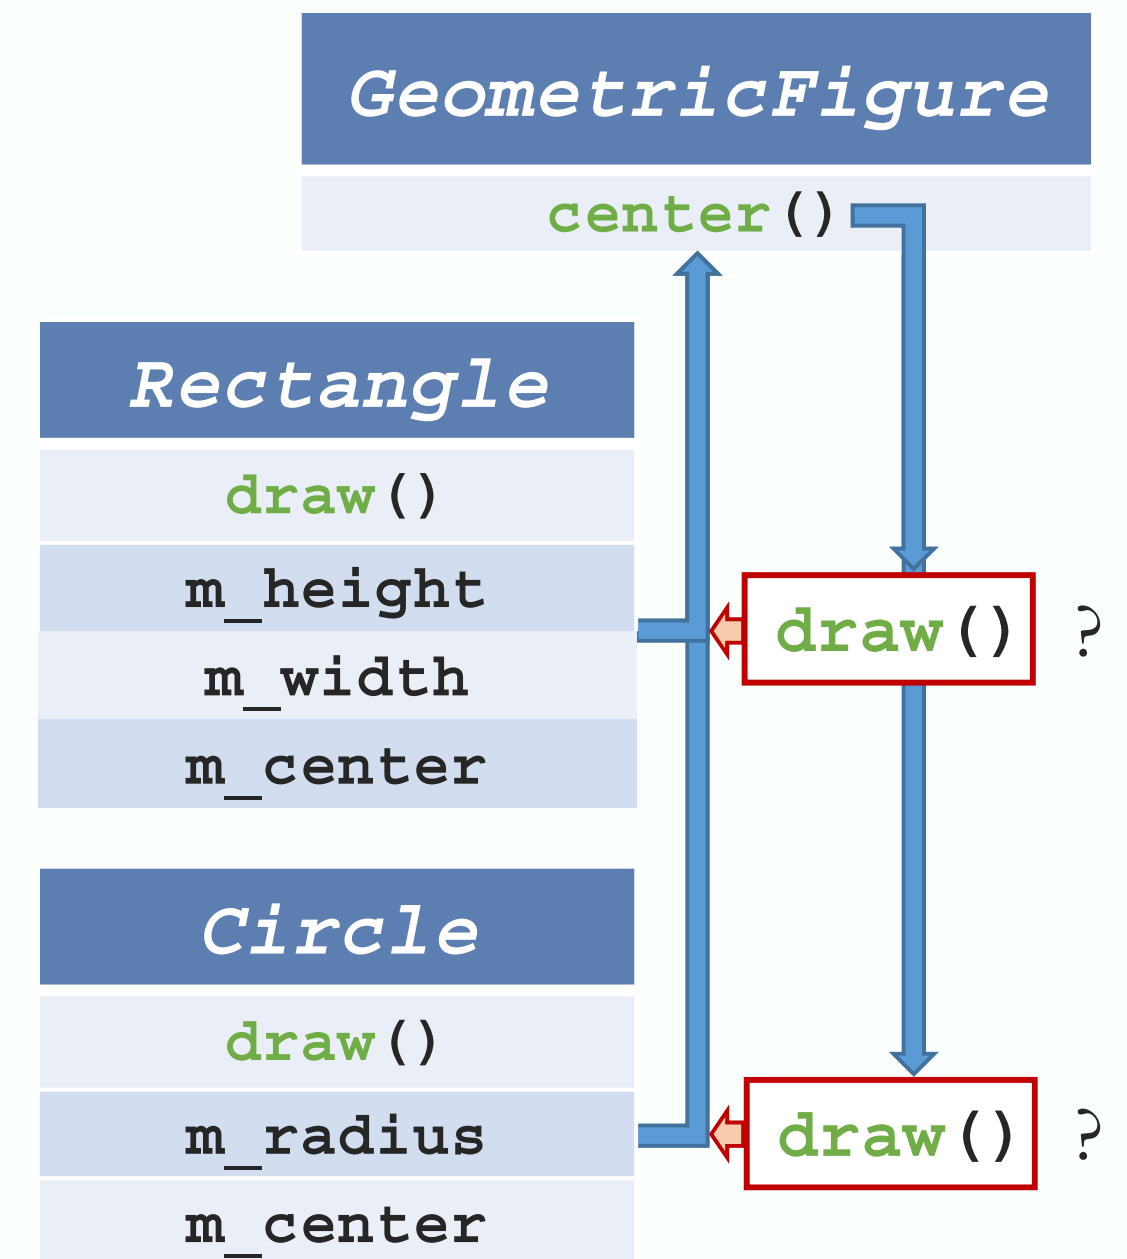 GeometricFigure
center()
Rectangle
draw()
m_height
m_width
m_center
draw() ?
Circle
draw()
m_radius
m_center
draw() ?